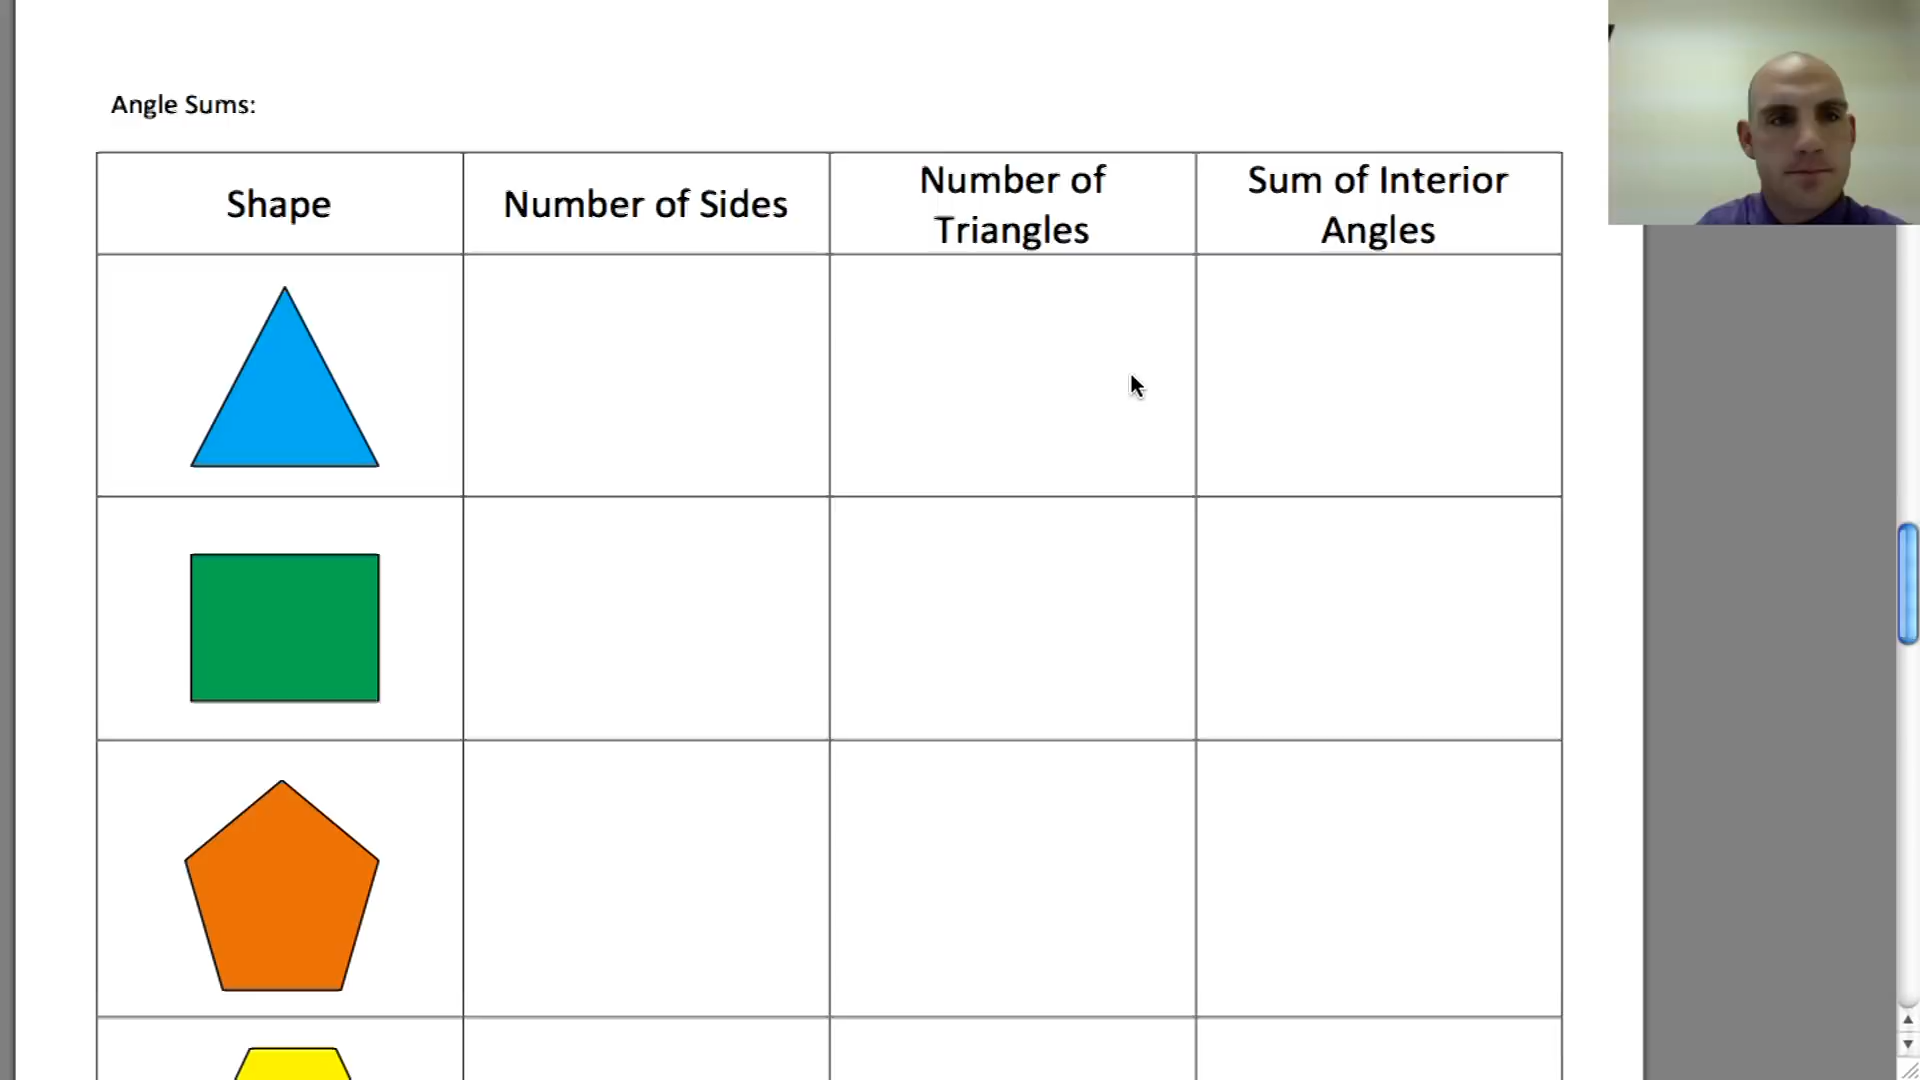 Angle Sums:
Shape
Number of Sides
Number of
Triangles
Sum of Interior
Angles